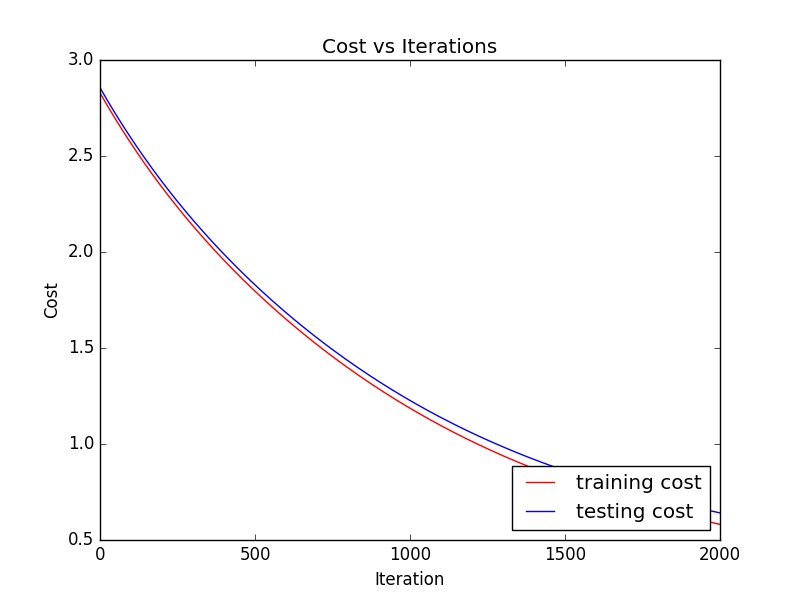 Cost vs Iterations
3.0
2.5
2.0
1.5
1.0
0.5
Cost
training cost
testing cost
0 500 1000 1500 2000
Iteration